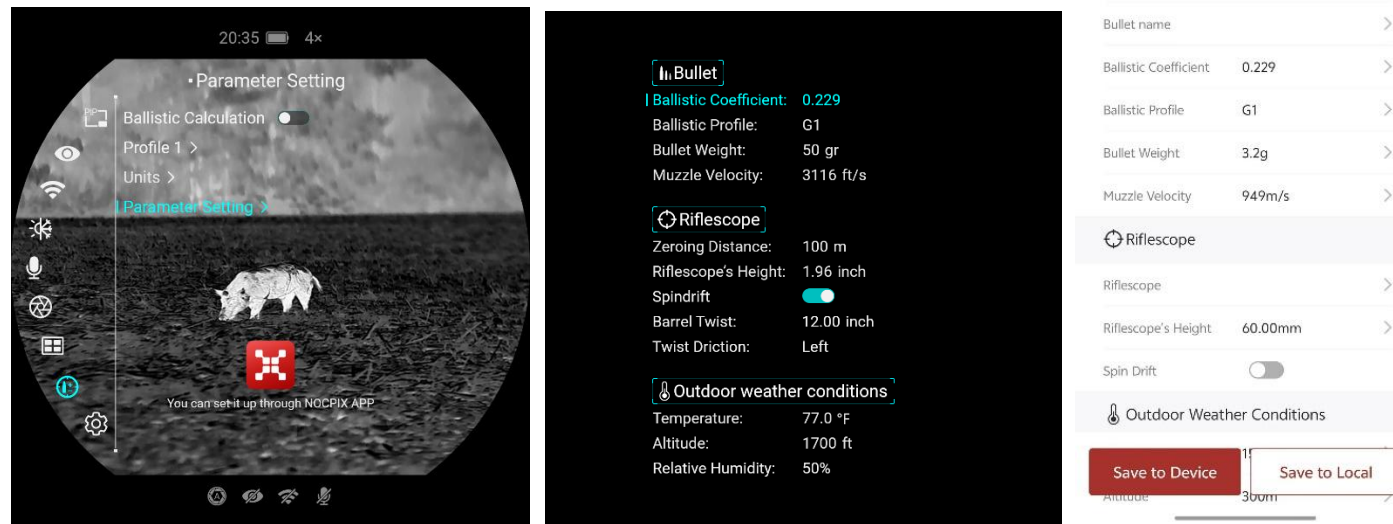 20:35 4×
•Parameter Setting
PIP
Ballistic Calculation
Profile 1 >
Units >
Parameter Setting >
You can set it up through NOCPIX APP
A
Bullet
Ballistic Coefficient: 0.229
Ballistic Profile: G1
Bullet Weight: 50 gr
Muzzle Velocity: 3116 ft/s
Riflescope
Zeroing Distance: 100 m
Riflescope's Height: 1.96 inch
Spindrift
Barrel Twist: 12.00 inch
Twist Driction: Left
Outdoor weather conditions
Temperature: 77.0 °F
Altitude: 1700 ft
Relative Humidity: 50%
Bullet name
Ballistic Coefficient 0.229
Ballistic Profile G1
Bullet Weight 3.2g
Muzzle Velocity 949m/s
Riflescope
Riflescope
Riflescope's Height 60.00mm
Spin Drift
Outdoor Weather Conditions
Save to Device Save to Local
Altitude 300m